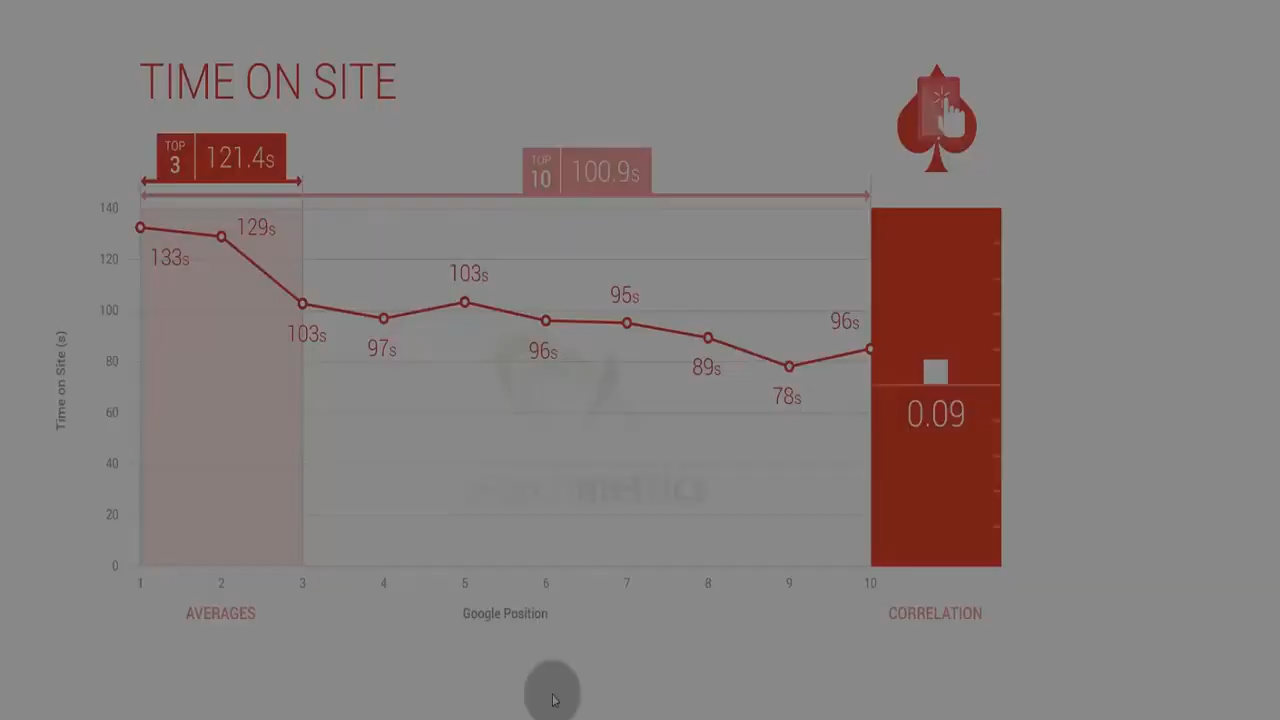 TIME ON SITE
TOP 3 121.4s
TOP 10 100.9s
140
120
100
80
60
40
20
0
Time on Site (s)
133s
129s
103s
97s
103s
96s
95s
89s
78s
96s
0.09
1 2 3 4 5 6 7 8 9 10
AVERAGES Google Position CORRELATION